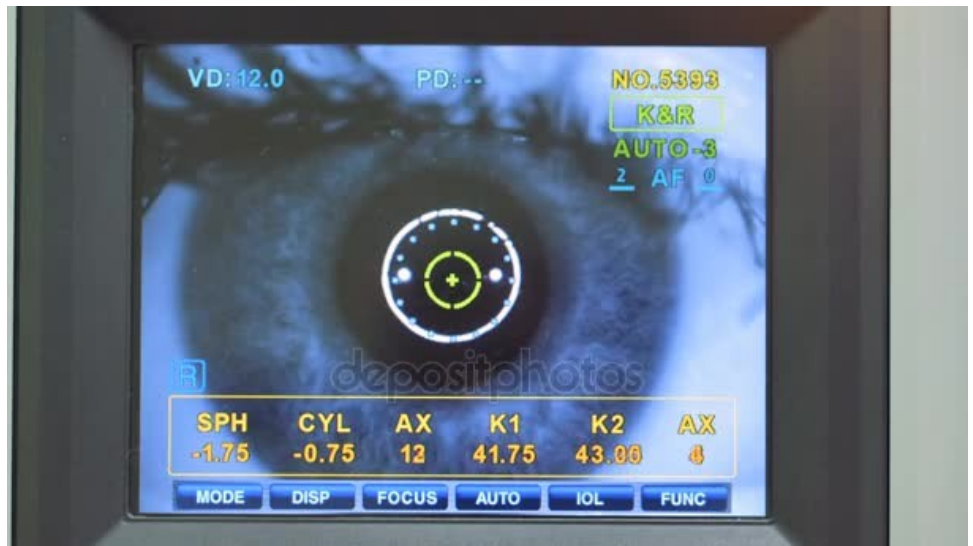 VD:12.0 PD:-- NO.5393
K&R
AUTO-3
2 AF 0
R
depositphotos
SPH CYL AX K1 K2 AX
-1.75 -0.75 12 41.75 43.00
MODE DISP FOCUS AUTO IOL FUNC